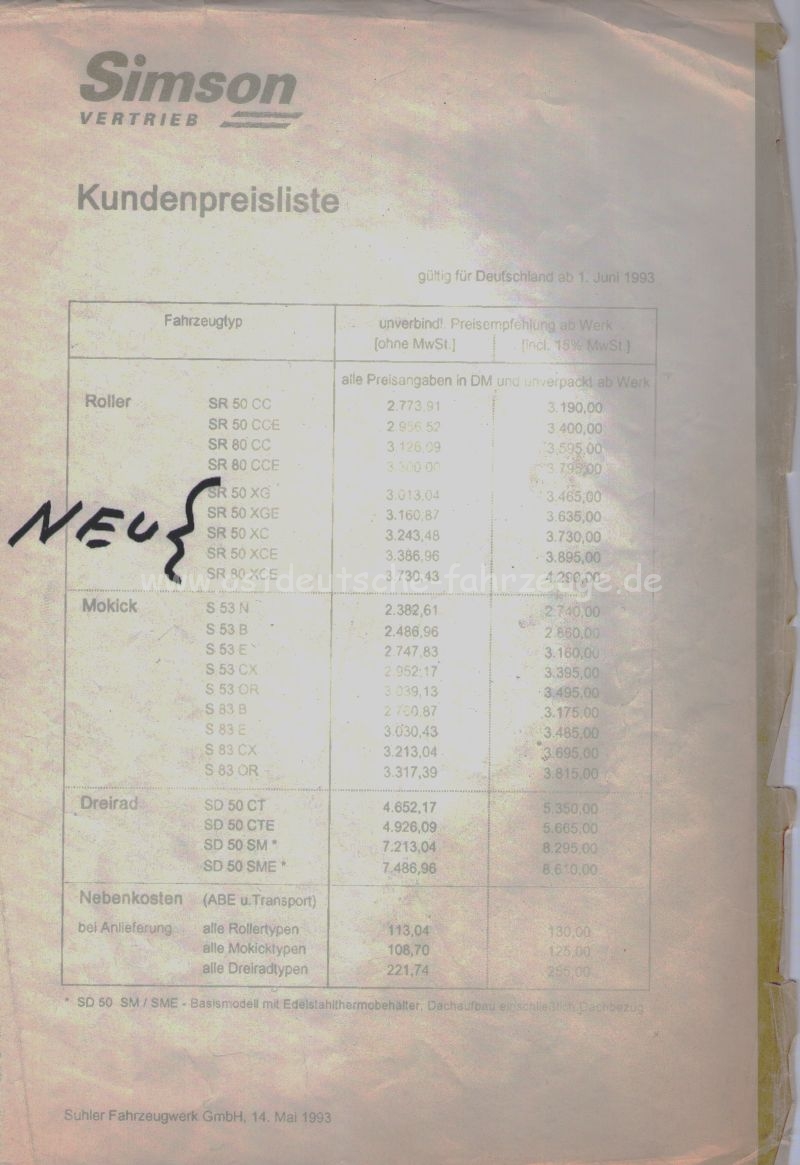 Simson
VERTRIEB
Kundenpreisliste
gültig für Deutschland ab 1. Juni 1993
Fahrzeugtyp unverbindl. Preisempfehlung ab Werk
[ohne MwSt.] [incl. 15% MwSt.]
alle Preisangaben in DM und unverpackt ab Werk
Roller SR 50 CC 2.773,91 3.190,00
SR 50 CCE 2.956,52 3.400,00
SR 80 CC 3.126,09 3.595,00
SR 80 CCE 3.300,00 3.795,00
NEU SR 50 XG 3.013,04 3.465,00
SR 50 XGE 3.160,87 3.635,00
SR 50 XC 3.243,48 3.730,00
SR 50 XCE 3.386,96 3.895,00
SR 80 XCE 3.730,43 4.290,00
www.ostdeutsche-fahrzeuge.de
Mokick S 53 N 2.382,61 2.740,00
S 53 B 2.486,96 2.860,00
S 53 E 2.747,83 3.160,00
S 53 CX 2.952,17 3.395,00
S 53 OR 3.039,13 3.495,00
S 83 B 2.760,87 3.175,00
S 83 E 3.030,43 3.485,00
S 83 CX 3.213,04 3.695,00
S 83 OR 3.317,39 3.815,00
Dreirad SD 50 CT 4.652,17 5.350,00
SD 50 CTE 4.926,09 5.665,00
SD 50 SM * 7.213,04 8.295,00
SD 50 SME * 7.486,96 8.610,00
Nebenkosten (ABE u.Transport)
bei Anlieferung alle Rollertypen 113,04 130,00
alle Mokicktypen 108,70 125,00
alle Dreiradtypen 221,74 255,00
* SD 50 SM / SME - Basismodell mit Edelstahlthermobehälter, Dachaufbau einschließlich Dachbezug
Suhler Fahrzeugwerk GmbH, 14. Mai 1993